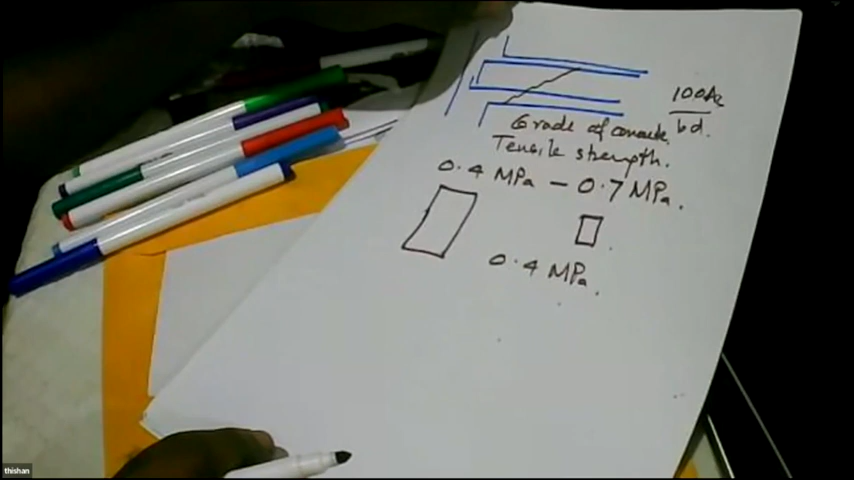 100As
bd.
Grade of concrete.
Tensile strength.
0.4 MPa - 0.7 MPa.
0.4 MPa.
thishan